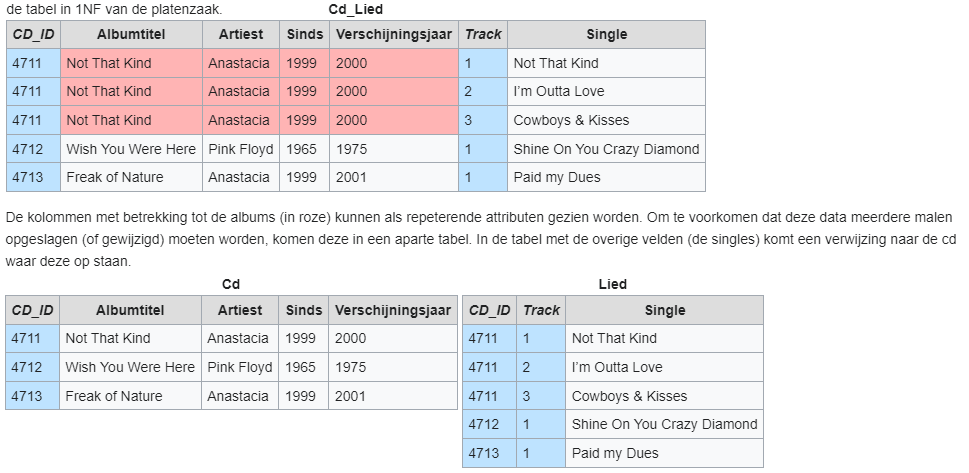 de tabel in 1NF van de platenzaak. Cd_Lied
CD_ID Albumtitel Artiest Sinds Verschijningsjaar Track Single
4711 Not That Kind Anastacia 1999 2000 1 Not That Kind
4711 Not That Kind Anastacia 1999 2000 2 I’m Outta Love
4711 Not That Kind Anastacia 1999 2000 3 Cowboys & Kisses
4712 Wish You Were Here Pink Floyd 1965 1975 1 Shine On You Crazy Diamond
4713 Freak of Nature Anastacia 1999 2001 1 Paid my Dues
De kolommen met betrekking tot de albums (in roze) kunnen als repeterende attributen gezien worden. Om te voorkomen dat deze data meerdere malen
opgeslagen (of gewijzigd) moeten worden, komen deze in een aparte tabel. In de tabel met de overige velden (de singles) komt een verwijzing naar de cd
waar deze op staan.
Cd
CD_ID Albumtitel Artiest Sinds Verschijningsjaar
4711 Not That Kind Anastacia 1999 2000
4712 Wish You Were Here Pink Floyd 1965 1975
4713 Freak of Nature Anastacia 1999 2001
Lied
CD_ID Track Single
4711 1 Not That Kind
4711 2 I’m Outta Love
4711 3 Cowboys & Kisses
4712 1 Shine On You Crazy Diamond
4713 1 Paid my Dues